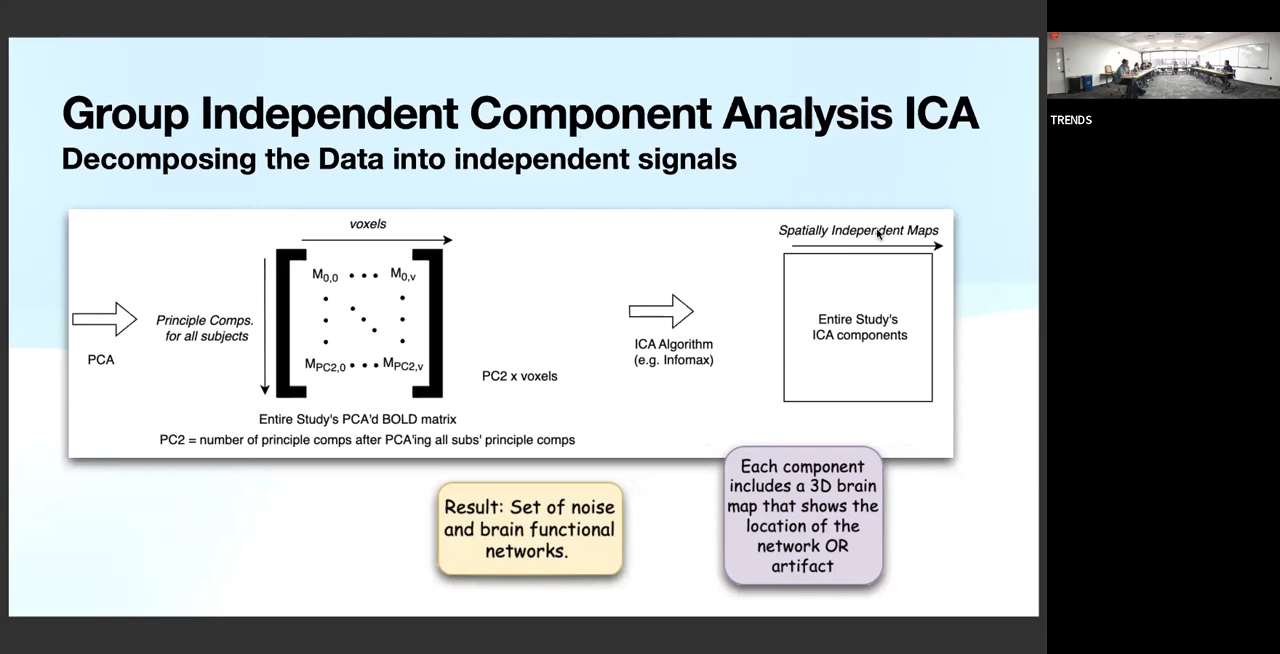 Group Independent Component Analysis ICA
Decomposing the Data into independent signals
voxels
Spatially Independent Maps
M0,0 • • • M0,v
Principle Comps.
for all subjects
MPC2,0 • • • MPC2,v
PCA
PC2 x voxels
ICA Algorithm
(e.g. Infomax)
Entire Study's
ICA components
Entire Study's PCA'd BOLD matrix
PC2 = number of principle comps after PCA'ing all subs' principle comps
Result: Set of noise
and brain functional
networks.
Each component
includes a 3D brain
map that shows the
location of the
network OR
artifact
TRENDS